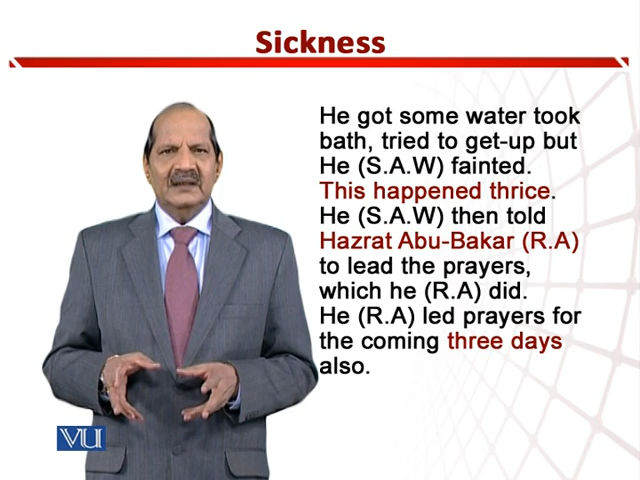 Sickness
He got some water took
bath, tried to get-up but
He (S.A.W) fainted.
This happened thrice.
He (S.A.W) then told
Hazrat Abu-Bakar (R.A)
to lead the prayers,
which he (R.A) did.
He (R.A) led prayers for
the coming three days
also.
VU